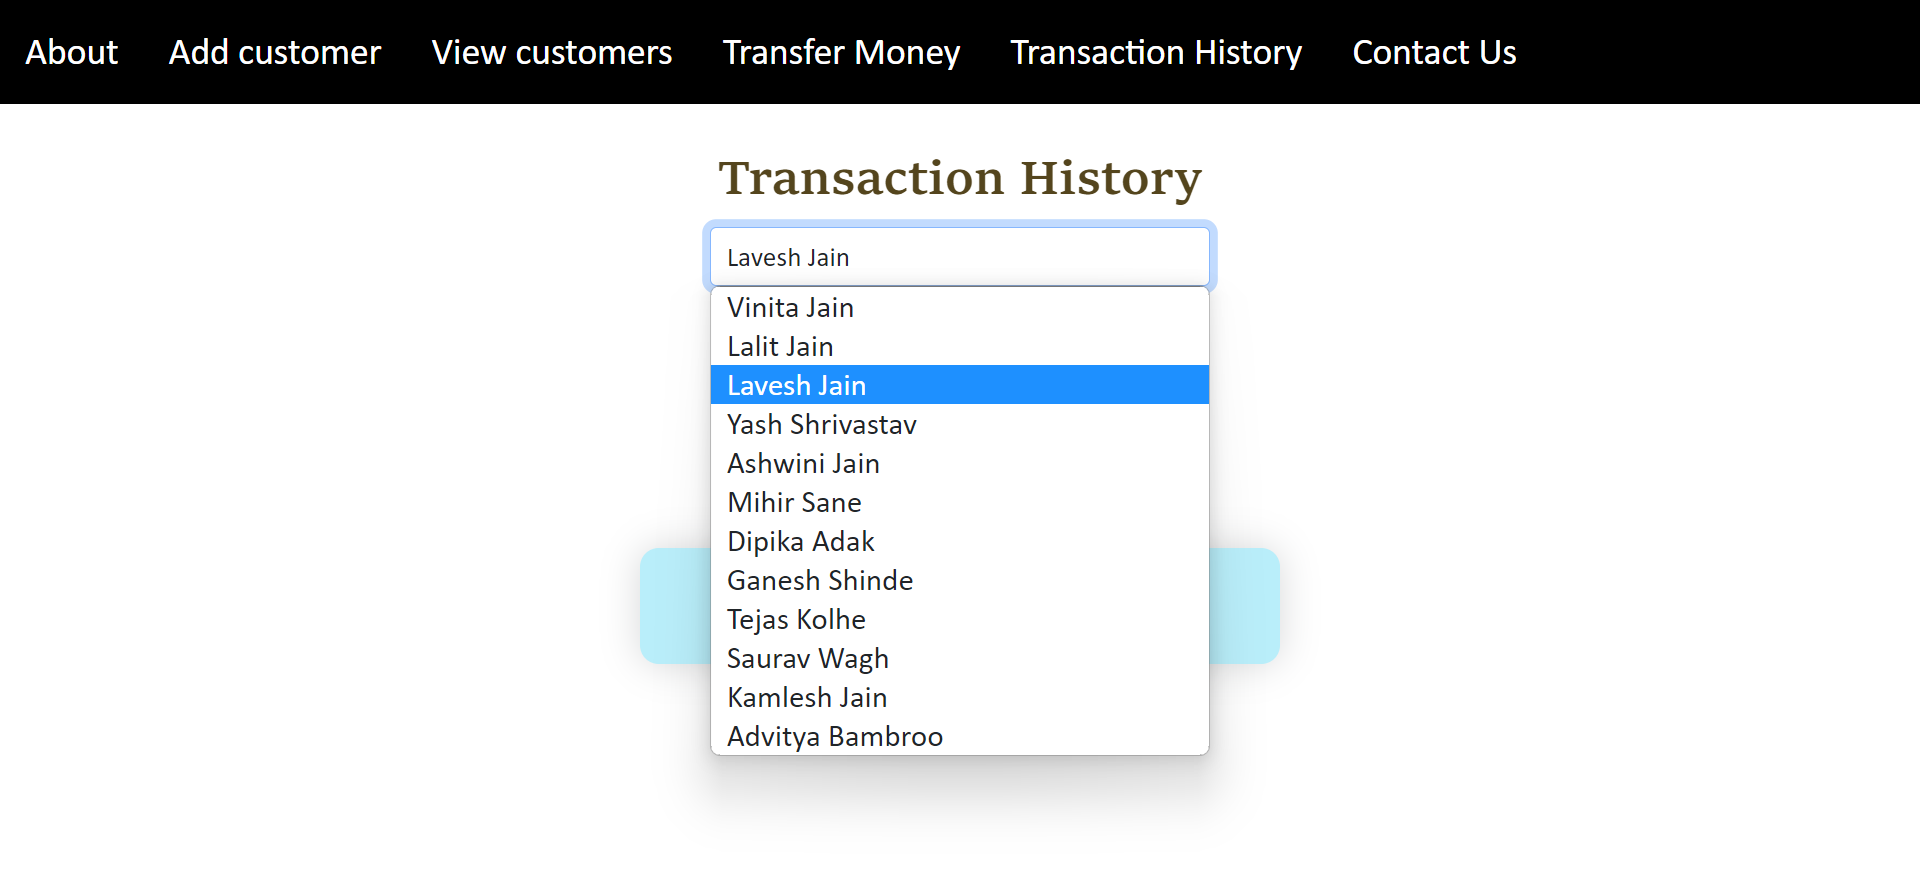 About Add customer View customers Transfer Money Transaction History Contact Us
Transaction History
Lavesh Jain
Vinita Jain
Lalit Jain
Lavesh Jain
Yash Shrivastav
Ashwini Jain
Mihir Sane
Dipika Adak
Ganesh Shinde
Tejas Kolhe
Saurav Wagh
Kamlesh Jain
Advitya Bambroo